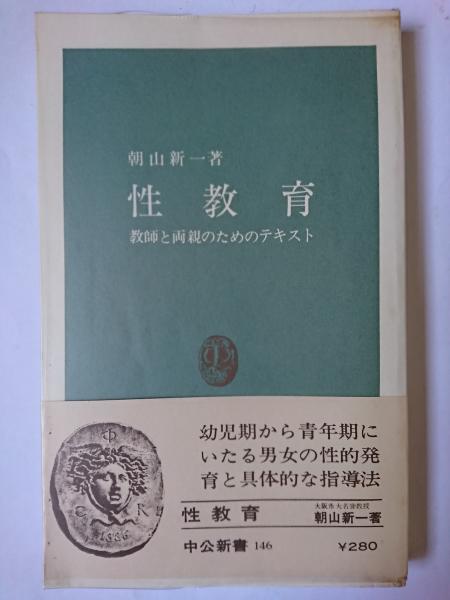 朝山新一著
性教育
教師と両親のためのテキスト
幼児期から青年期に
いたる男女の性的発
育と具体的な指導法
性教育
大阪市大名誉教授
朝山新一著
中公新書 146
¥280
Φ
C
R
1886